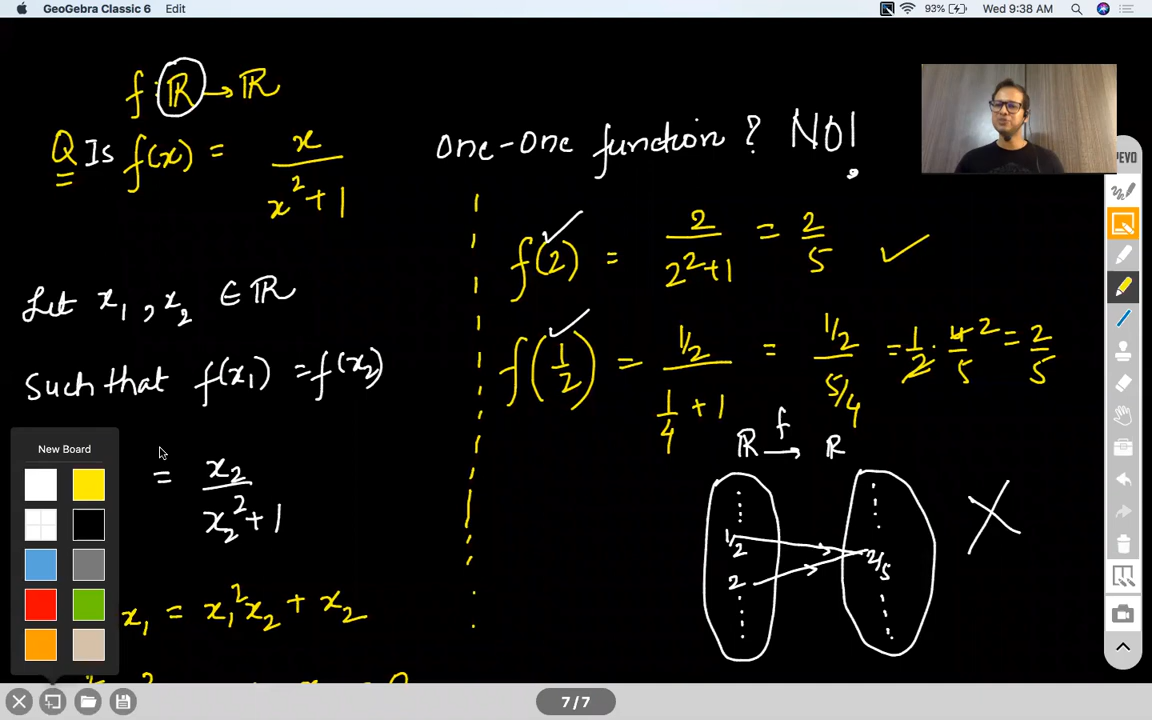 GeoGebra Classic 6 Edit
93% Wed 9:38 AM
f: ℝ → ℝ
Q Is f(x) = x / (x² + 1) one-one function? NO!
Let x₁, x₂ ∈ ℝ
Such that f(x₁) = f(x₂)
= x₂ / (x₂² + 1)
x₁ = x₁²x₂ + x₂
f(2) = 2 / (2² + 1) = 2/5 ✓
f(1/2) = (1/2) / (1/4 + 1) = (1/2) / (5/4) = 1/2 · 4/5 2 = 2/5
f
ℝ → ℝ
1/2
2
2/5
New Board
EVO
7/7